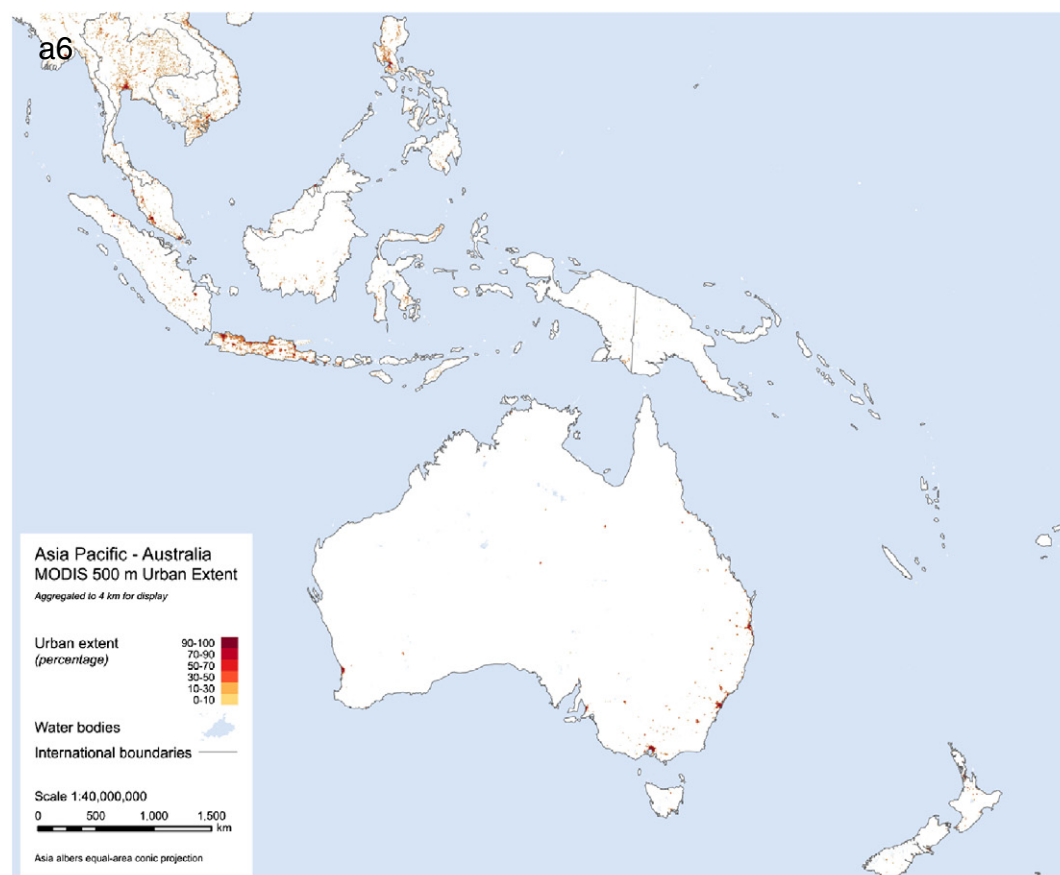 a6
Asia Pacific - Australia
MODIS 500 m Urban Extent
Aggregated to 4 km for display
Urban extent
(percentage)
90-100
70-90
50-70
30-50
10-30
0-10
Water bodies
International boundaries
Scale 1:40,000,000
0 500 1,000 1,500
km
Asia albers equal-area conic projection